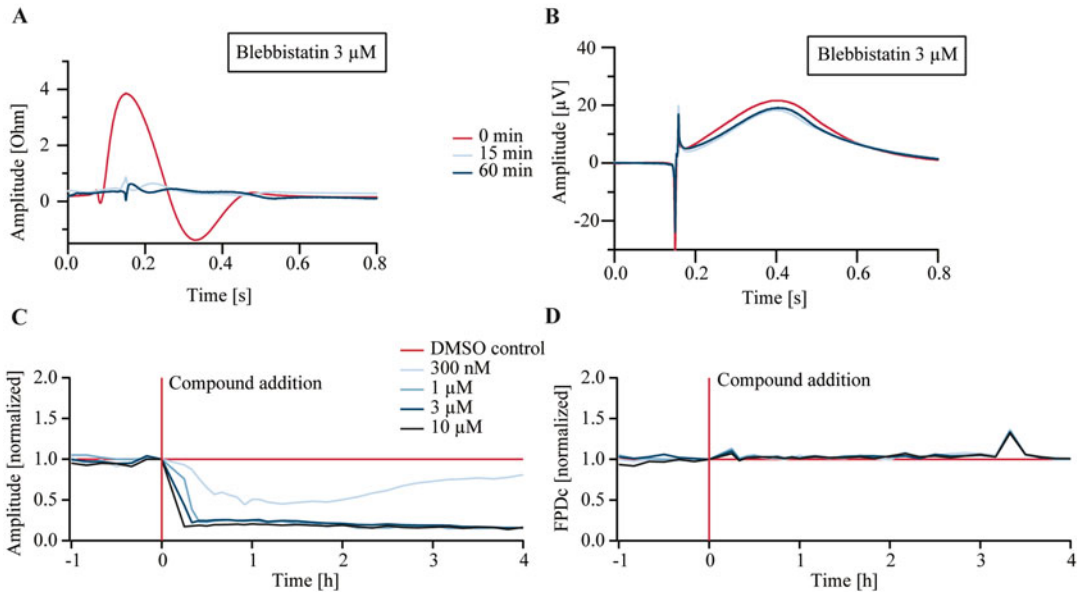 A
Blebbistatin 3 µM
Amplitude [Ohm]
4
2
0
0.0 0.2 0.4 0.6 0.8
Time [s]
0 min
15 min
60 min
B
Blebbistatin 3 µM
Amplitude [µV]
40
20
0
-20
0.0 0.2 0.4 0.6 0.8
Time [s]
C
DMSO control
300 nM
1 µM
3 µM
10 µM
Compound addition
Amplitude [normalized]
2.0
1.5
1.0
0.5
0.0
-1 0 1 2 3 4
Time [h]
D
Compound addition
FPDc [normalized]
2.0
1.5
1.0
0.5
0.0
-1 0 1 2 3 4
Time [h]